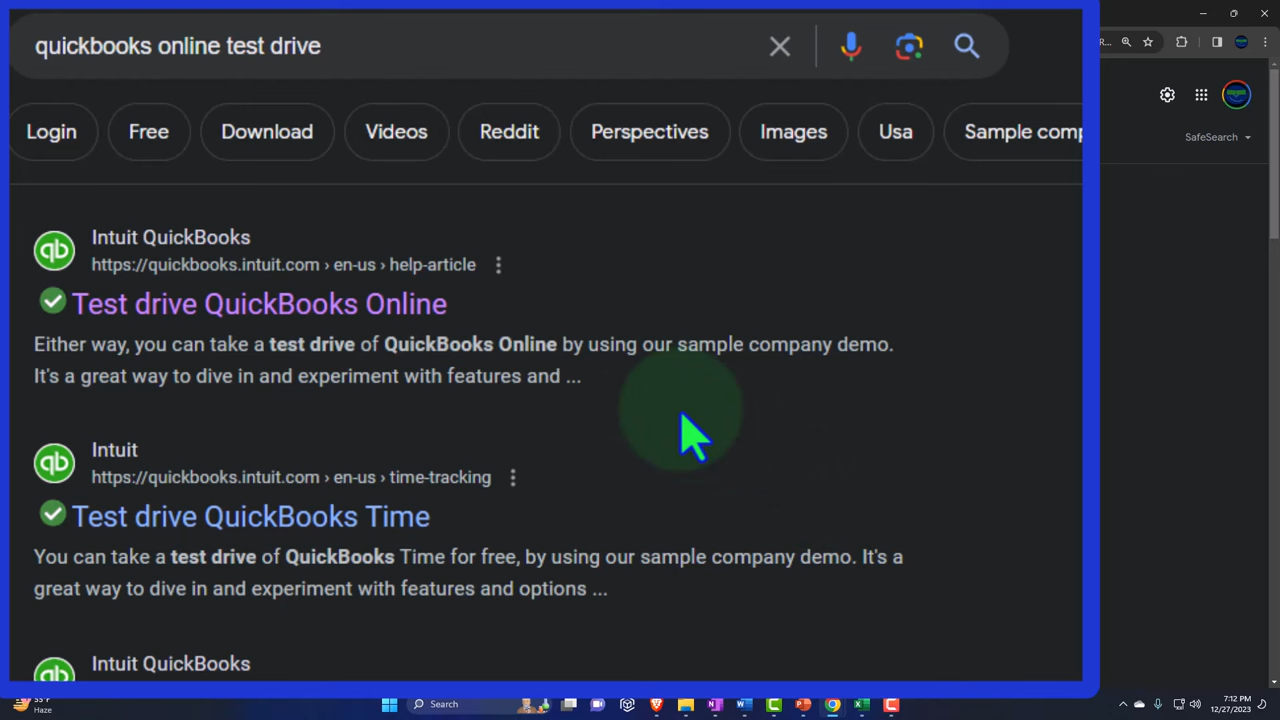 quickbooks online test drive
R...
Login
Free
Download
Videos
Reddit
Perspectives
Images
Usa
Sample comp
SafeSearch
qb
Intuit QuickBooks
https://quickbooks.intuit.com › en-us › help-article
Test drive QuickBooks Online
Either way, you can take a test drive of QuickBooks Online by using our sample company demo.
It's a great way to dive in and experiment with features and ...
qb
Intuit
https://quickbooks.intuit.com › en-us › time-tracking
Test drive QuickBooks Time
You can take a test drive of QuickBooks Time for free, by using our sample company demo. It's a
great way to dive in and experiment with features and options ...
Intuit QuickBooks
Haze
Search
7:12 PM
12/27/2023